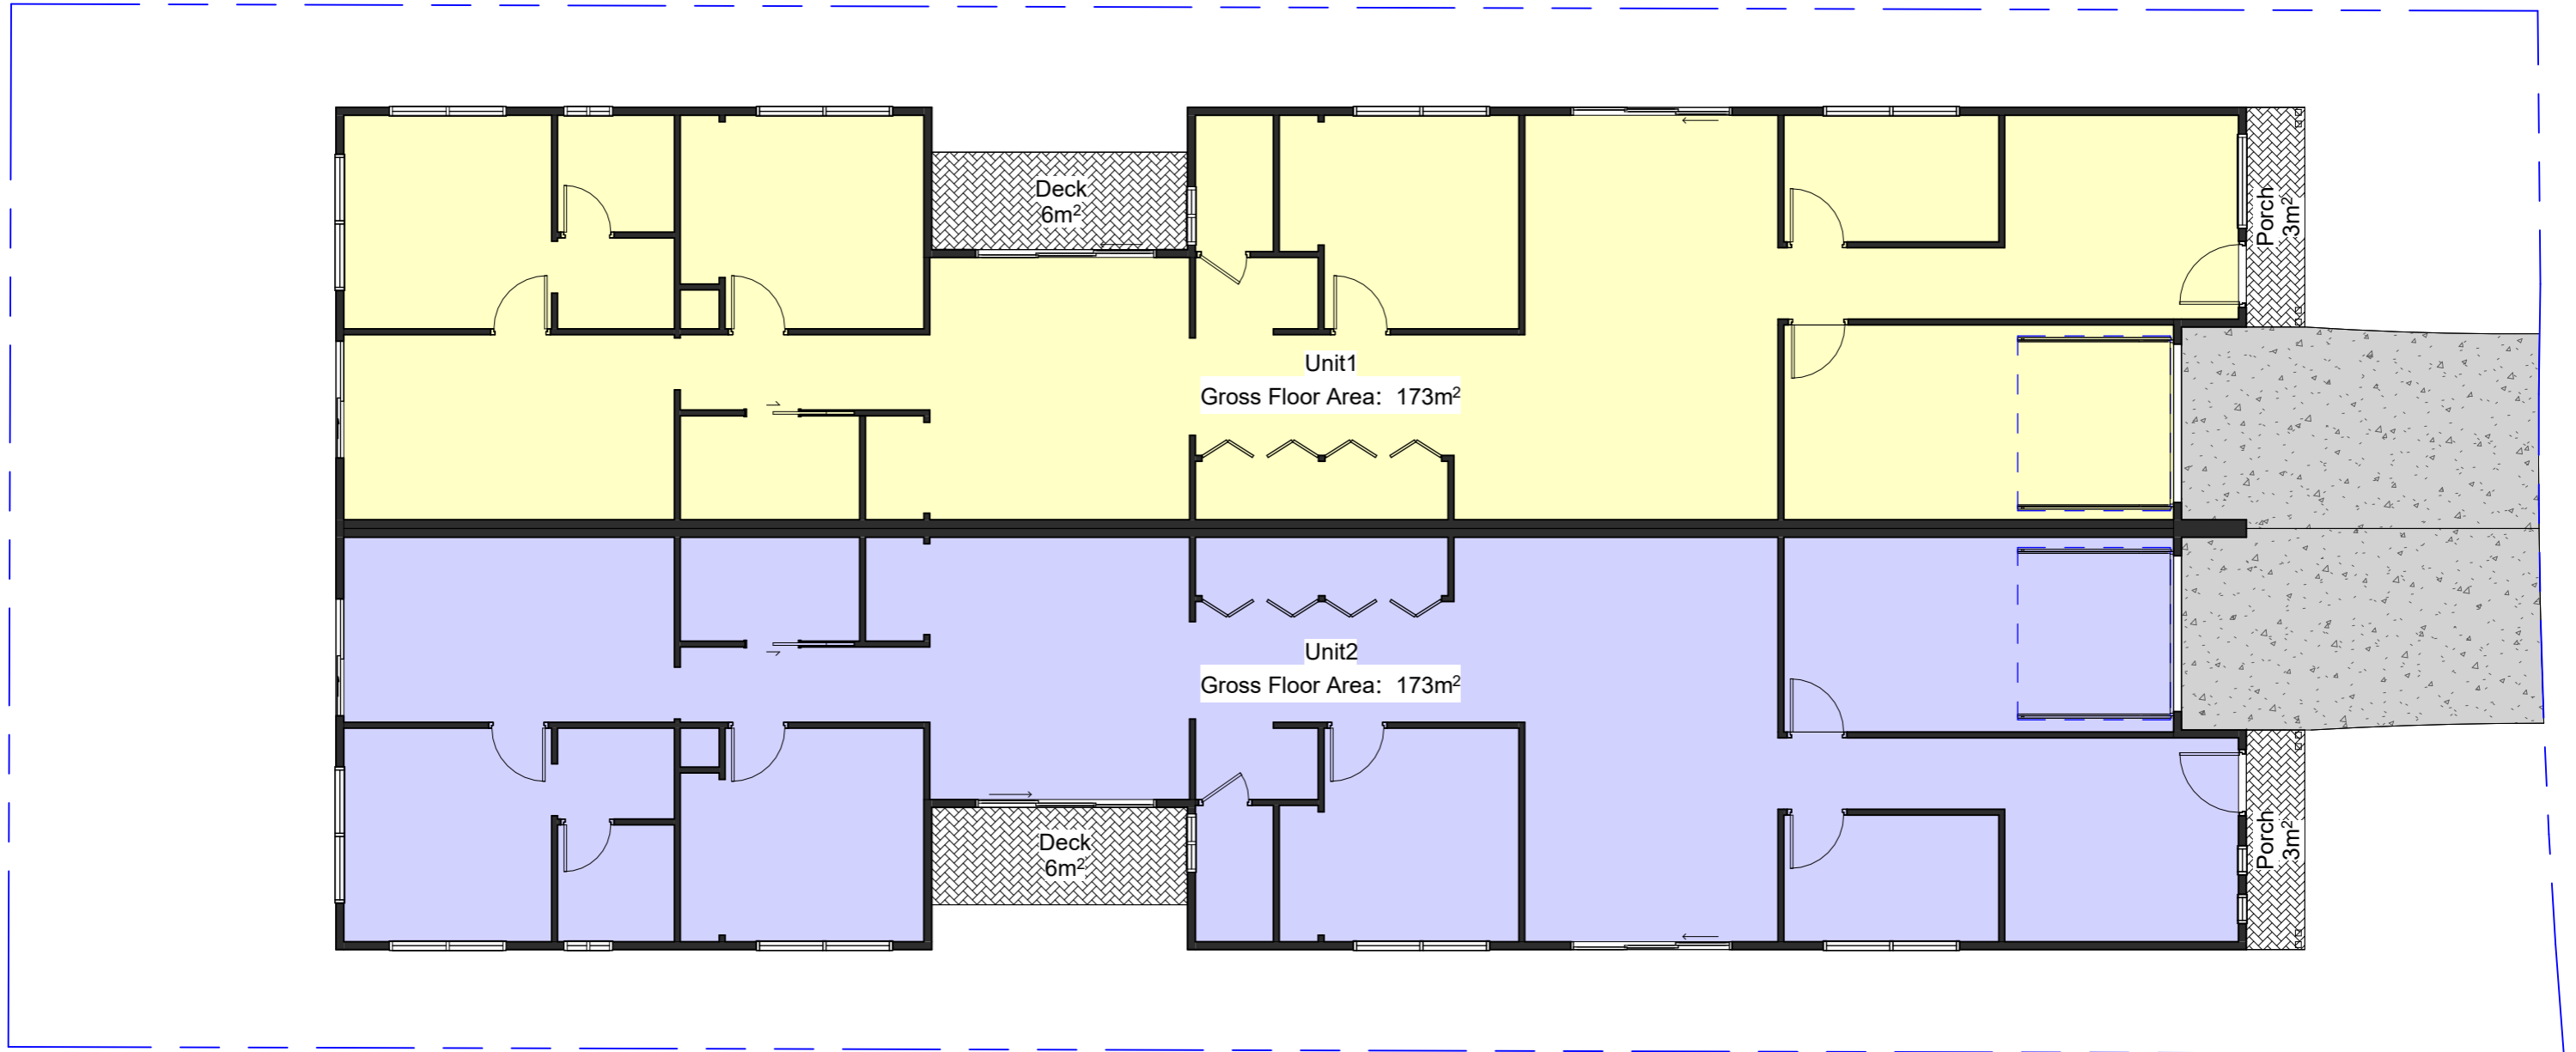 Deck
6m²
Porch
3m²
Unit1
Gross Floor Area: 173m²
Unit2
Gross Floor Area: 173m²
Deck
6m²
Porch
3m²